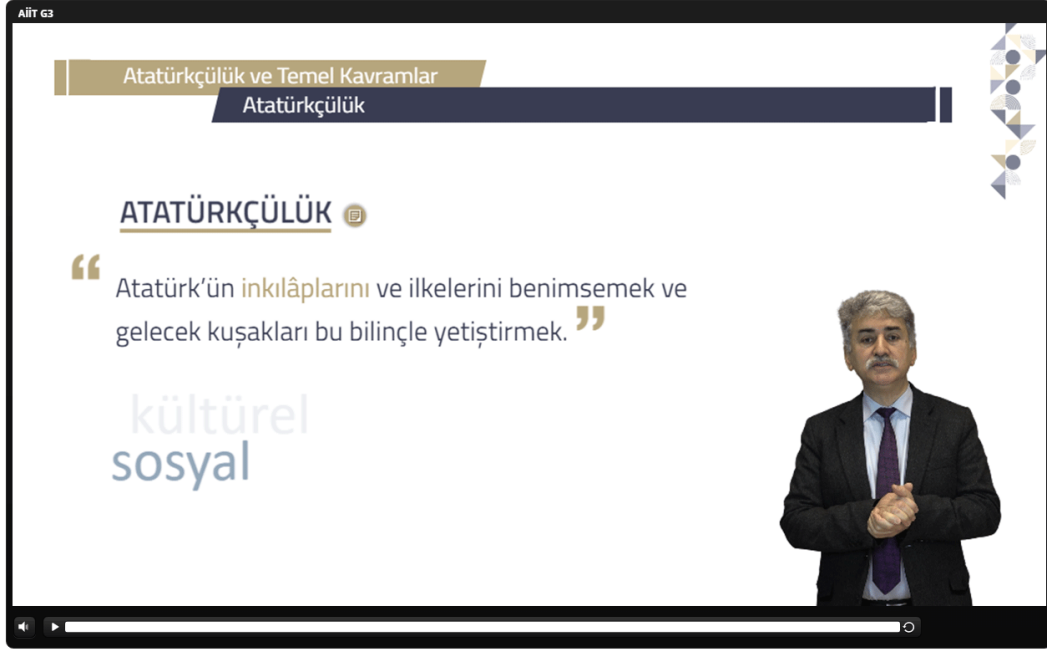 AİİT G3
Atatürkçülük ve Temel Kavramlar
Atatürkçülük
ATATÜRKÇÜLÜK
“ Atatürk’ün inkılâplarını ve ilkelerini benimsemek ve
gelecek kuşakları bu bilinçle yetiştirmek. ”
kültürel
sosyal